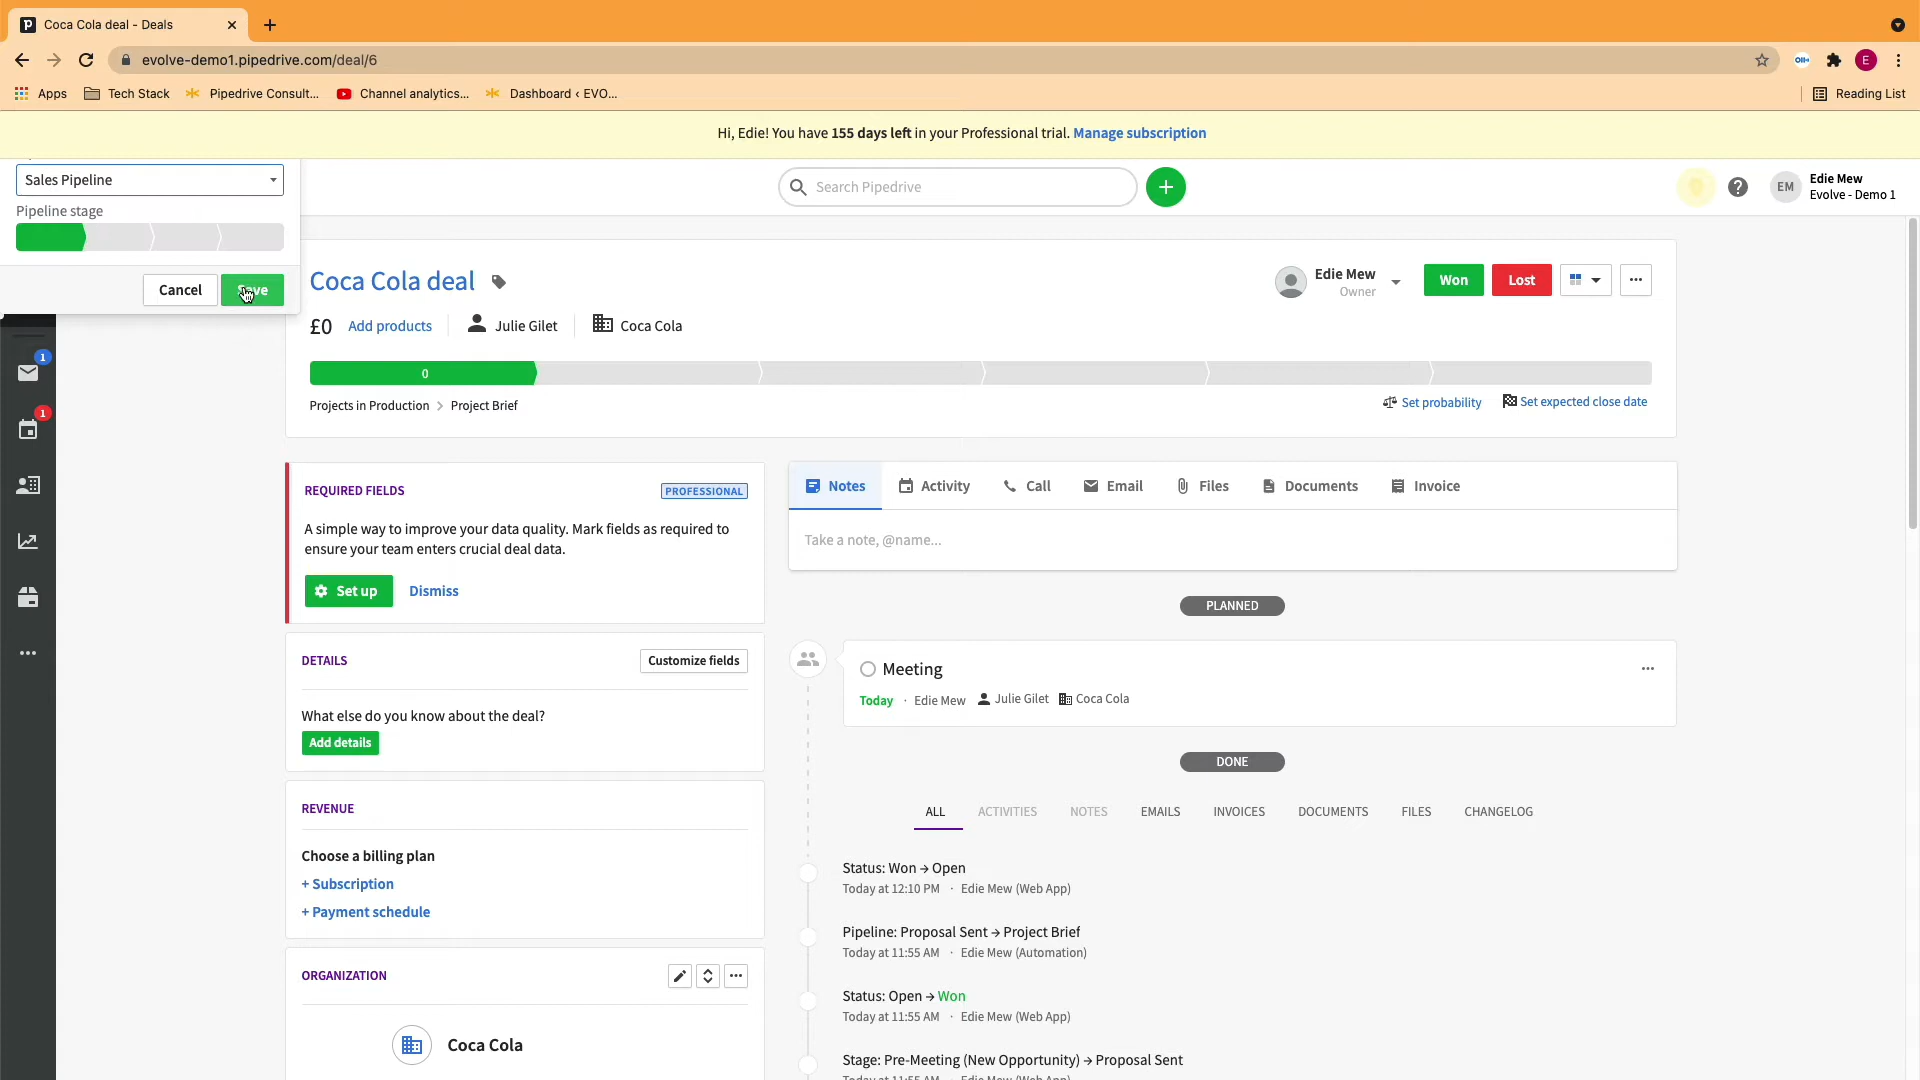 Coca Cola deal - Deals
evolve-demo1.pipedrive.com/deal/6
E
Apps
Tech Stack
Pipedrive Consult...
Channel analytics...
Dashboard ‹ EVO...
Reading List
Hi, Edie! You have 155 days left in your Professional trial. Manage subscription
Sales Pipeline
Pipeline stage
Cancel
Search Pipedrive
EM
Edie Mew
Evolve - Demo 1
Coca Cola deal
Edie Mew
Owner
Won
Lost
£0
Add products
Julie Gilet
Coca Cola
0
Projects in Production
Project Brief
Set probability
Set expected close date
1
1
REQUIRED FIELDS
PROFESSIONAL
A simple way to improve your data quality. Mark fields as required to
ensure your team enters crucial deal data.
Set up
Dismiss
DETAILS
Customize fields
What else do you know about the deal?
Add details
REVENUE
Choose a billing plan
+ Subscription
+ Payment schedule
ORGANIZATION
Coca Cola
Notes
Activity
Call
Email
Files
Documents
Invoice
Take a note, @name...
PLANNED
Meeting
Today · Edie Mew
Julie Gilet
Coca Cola
DONE
ALL
ACTIVITIES
NOTES
EMAILS
INVOICES
DOCUMENTS
FILES
CHANGELOG
Status: Won → Open
Today at 12:10 PM · Edie Mew (Web App)
Pipeline: Proposal Sent → Project Brief
Today at 11:55 AM · Edie Mew (Automation)
Status: Open → Won
Today at 11:55 AM · Edie Mew (Web App)
Stage: Pre-Meeting (New Opportunity) → Proposal Sent